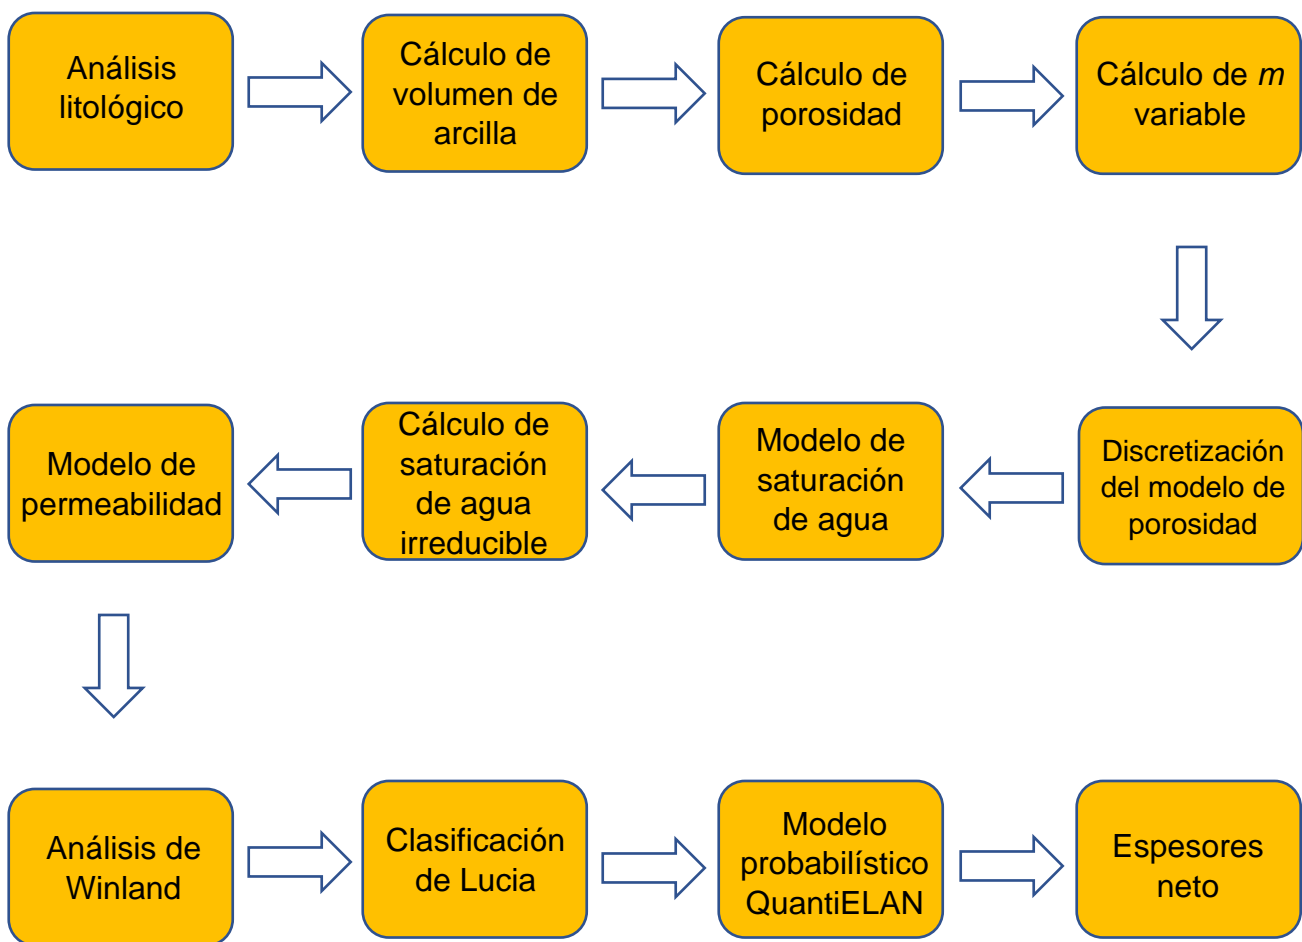 Análisis
litológico
Cálculo de
volumen de
arcilla
Cálculo de
porosidad
Cálculo de m
variable
Discretización
del modelo de
porosidad
Modelo de
saturación
de agua
Cálculo de
saturación
de agua
irreducible
Modelo de
permeabilidad
Análisis de
Winland
Clasificación
de Lucia
Modelo
probabilístico
QuantiELAN
Espesores
neto